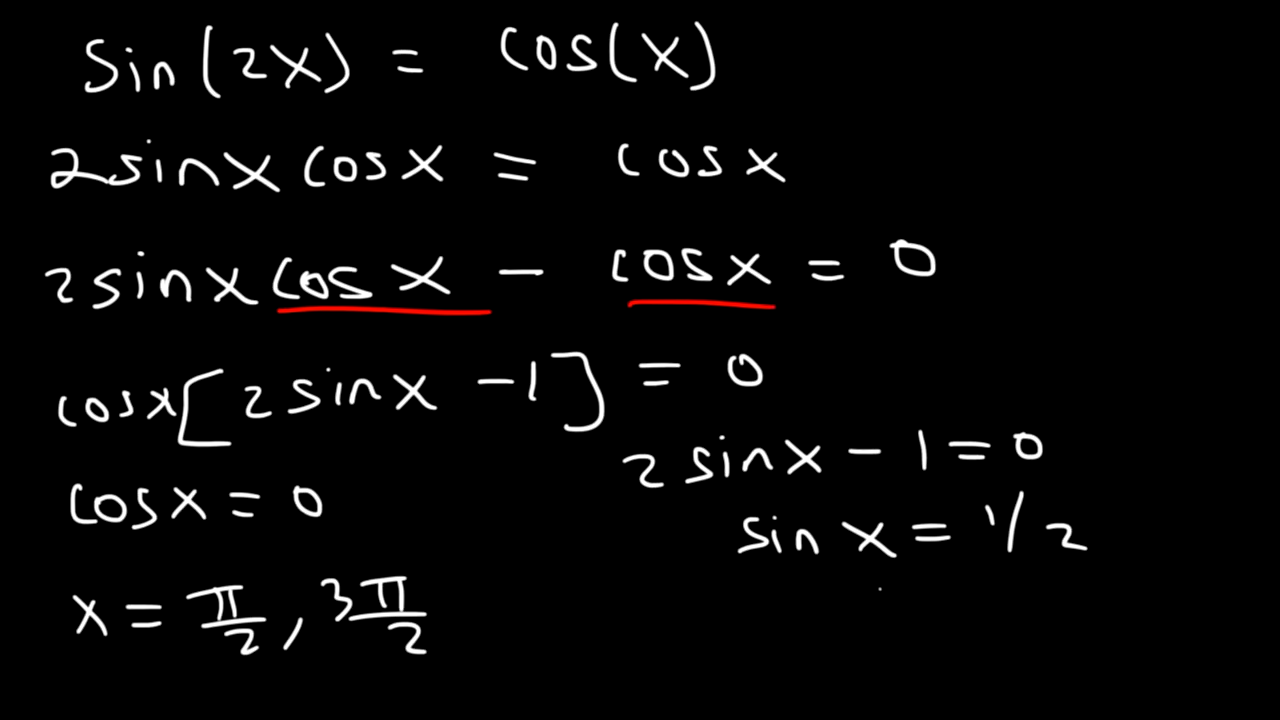 Sin(2x) = cos(x)
2sinx cosx = cosx
2sinx cosx - cosx = 0
cosx[2sinx - 1] = 0
2sinx - 1 = 0
cosx = 0
sinx = 1/2
x = π/2, 3π/2